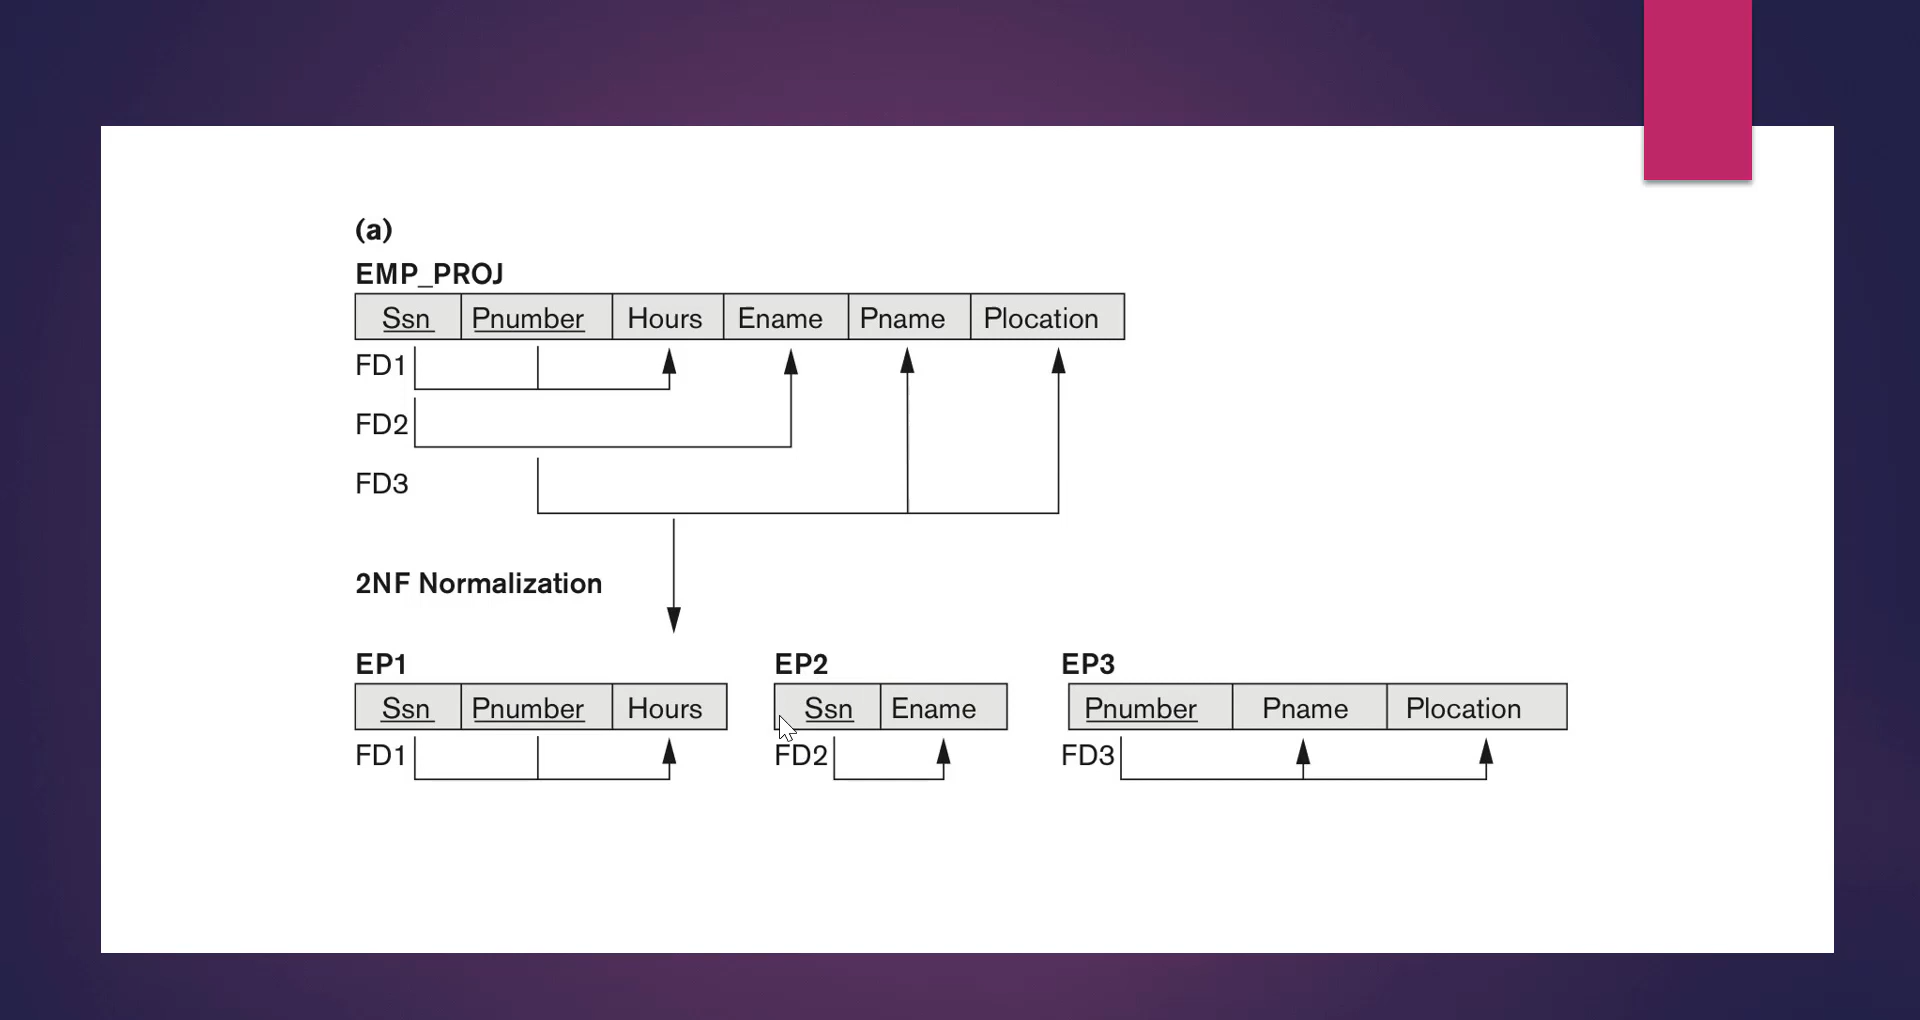 (a)
EMP_PROJ
Ssn Pnumber Hours Ename Pname Plocation
FD1
FD2
FD3
2NF Normalization
EP1 EP2 EP3
Ssn Pnumber Hours Ssn Ename Pnumber Pname Plocation
FD1 FD2 FD3